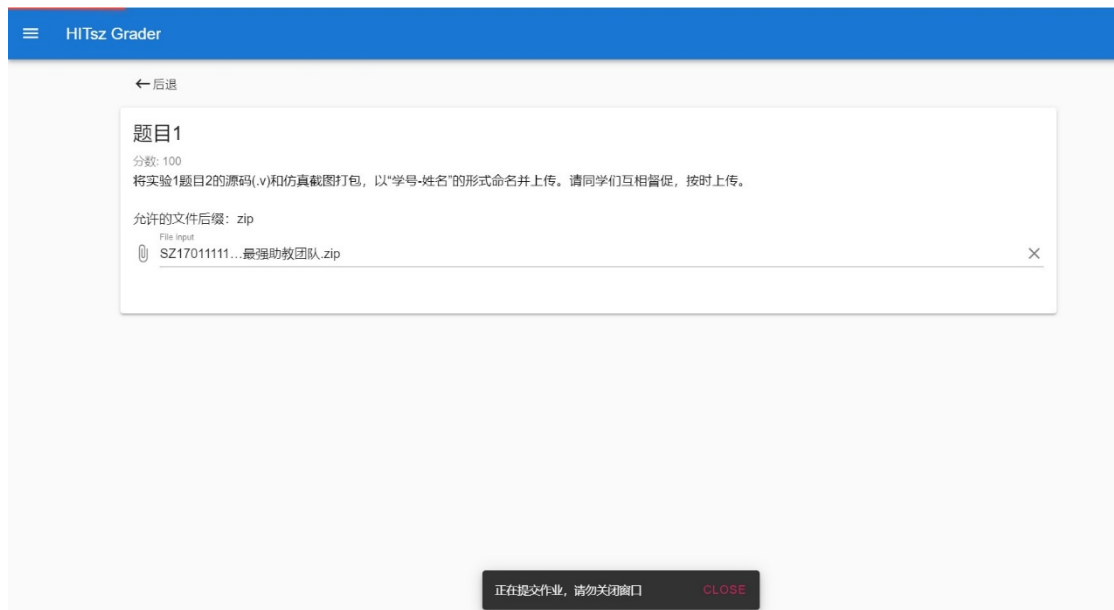 HITsz Grader
后退
题目1
分数: 100
将实验1题目2的源码(.v)和仿真截图打包，以“学号-姓名”的形式命名并上传。请同学们互相督促，按时上传。
允许的文件后缀：zip
File input
SZ17011111...最强助教团队.zip
正在提交作业，请勿关闭窗口 CLOSE